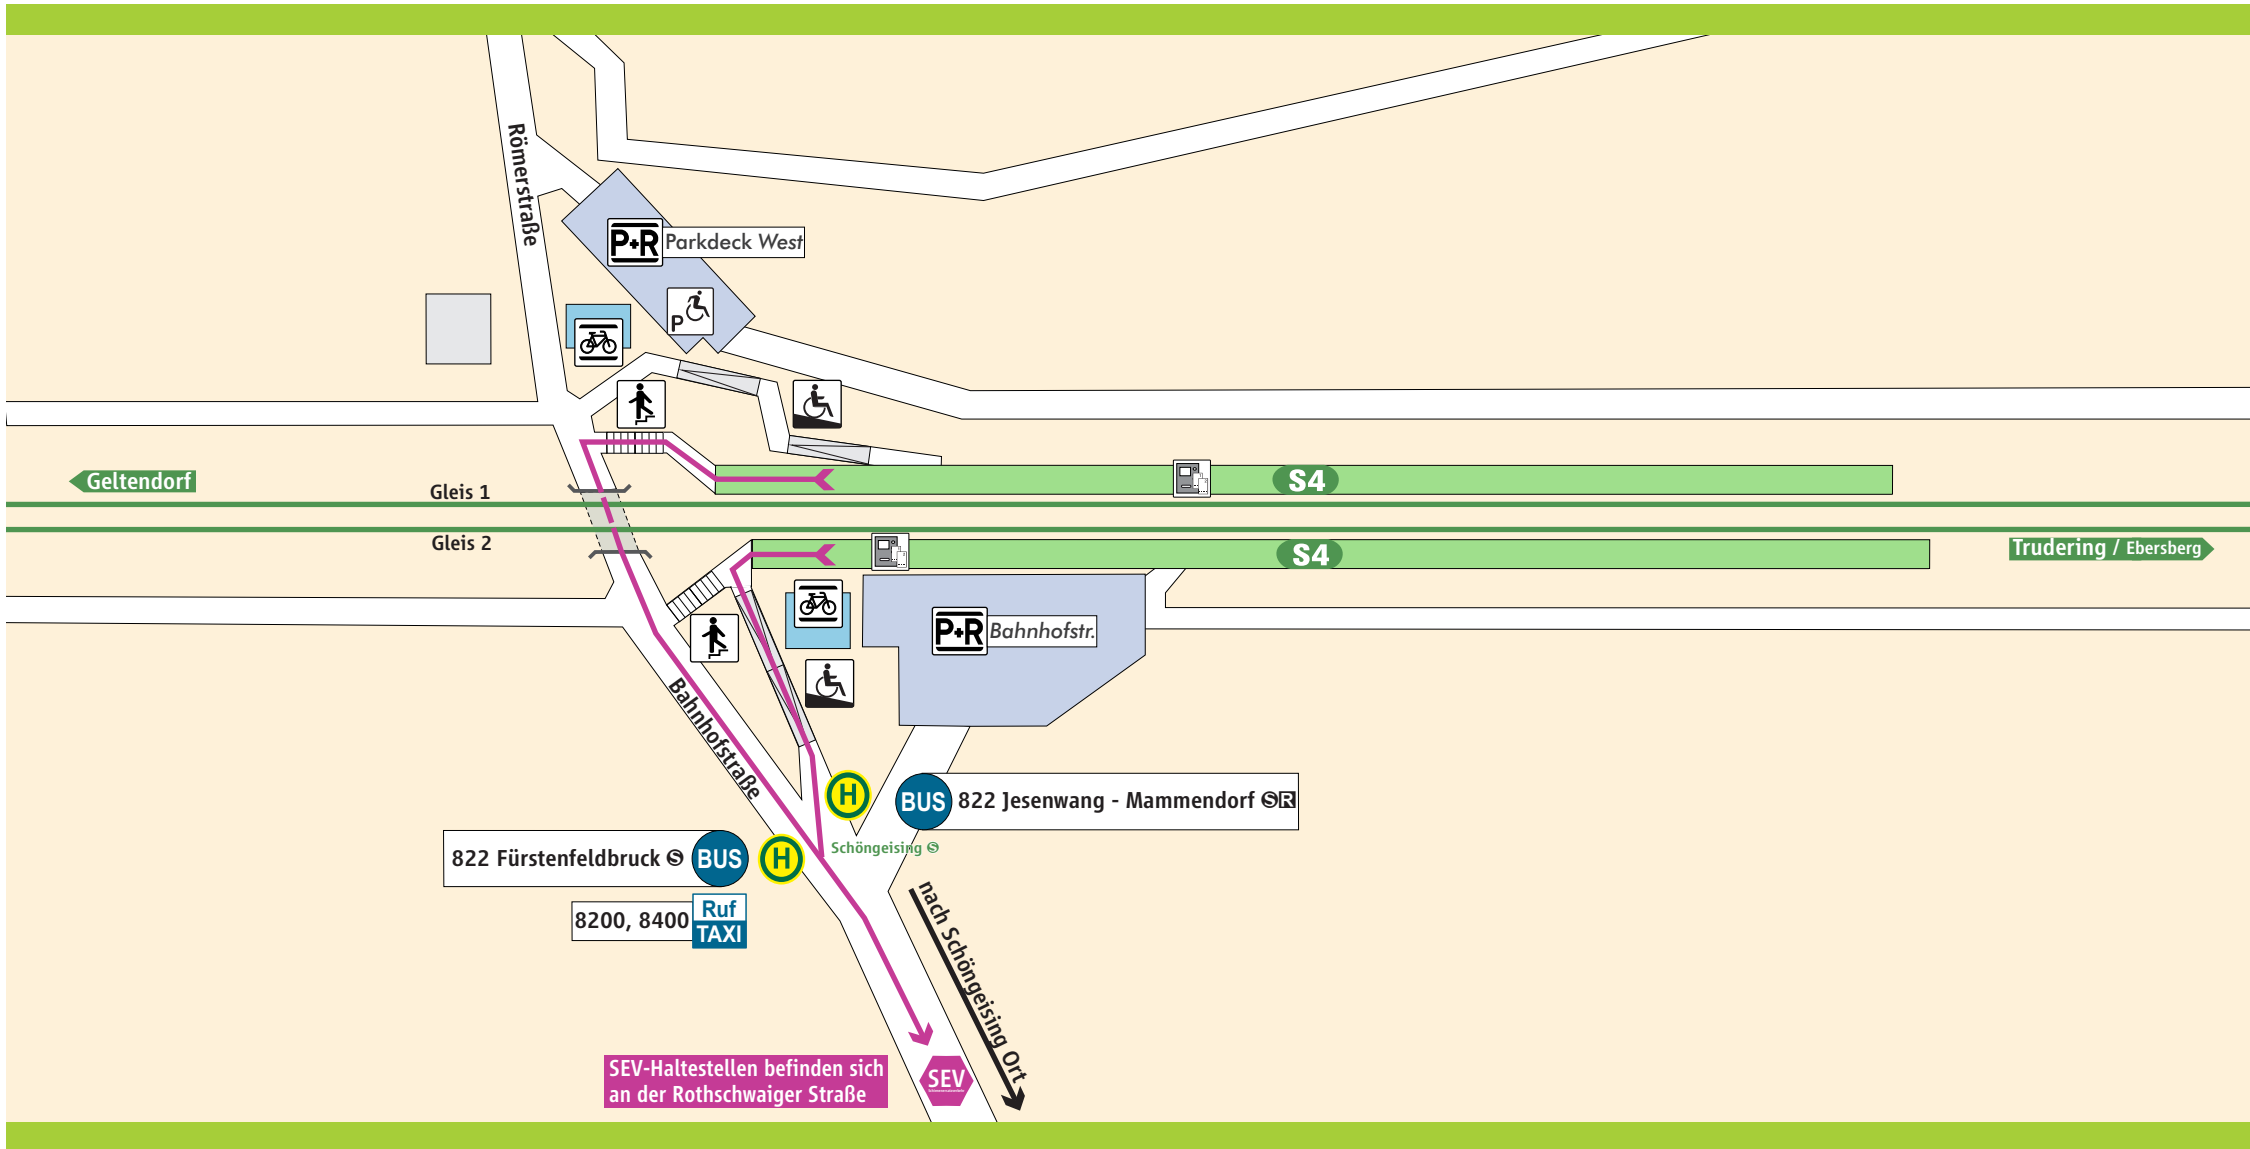 Römerstraße
P+R Parkdeck West
P
Geltendorf
Gleis 1
S4
Gleis 2
S4
Trudering / Ebersberg
P+R Bahnhofstr.
Bahnhofstraße
H
BUS 822 Jesenwang - Mammendorf S R
822 Fürstenfeldbruck S BUS
H
Schöngeising S
8200, 8400 Ruf
TAXI
nach Schöngeising Ort
SEV-Haltestellen befinden sich
an der Rothschwaiger Straße
SEV